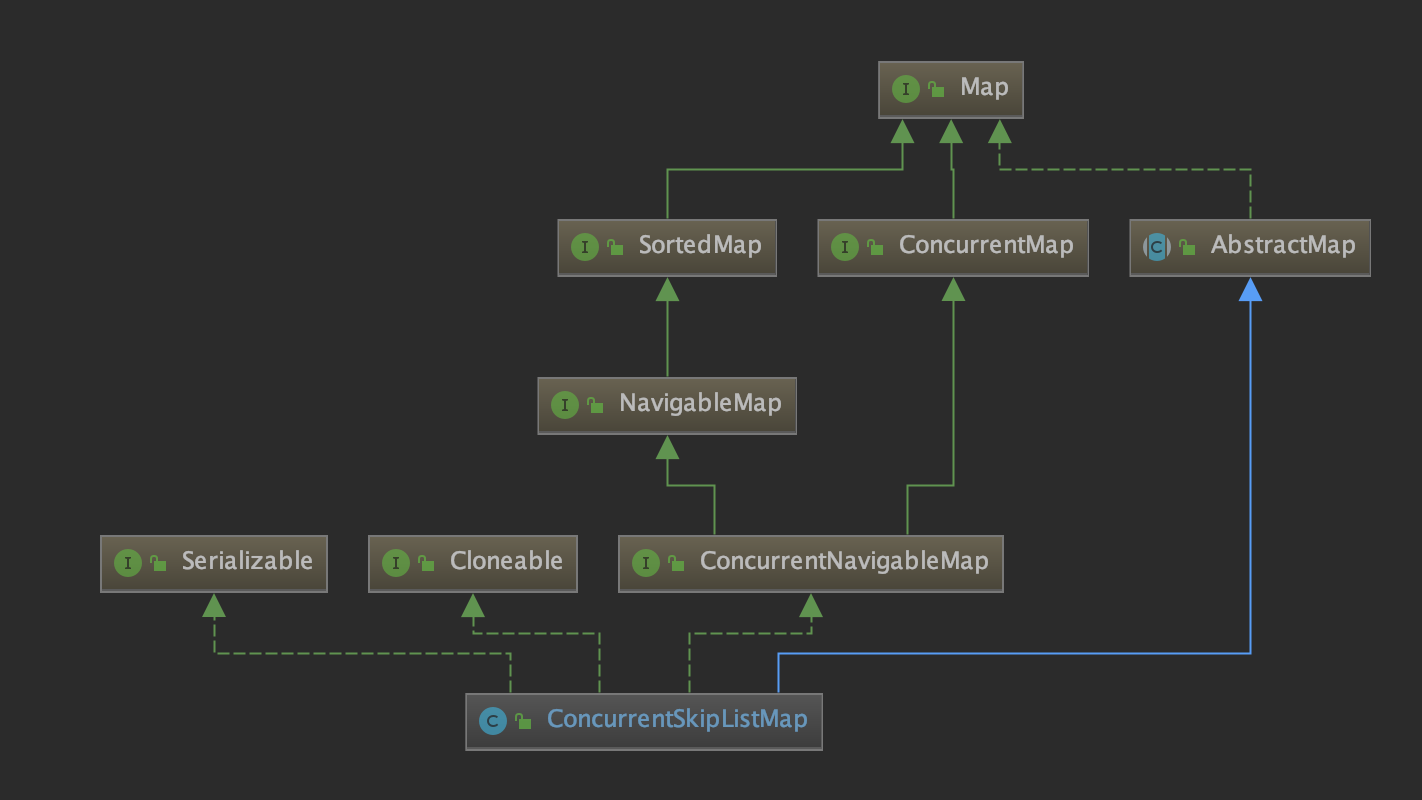 I Map
I SortedMap
I ConcurrentMap
C AbstractMap
I NavigableMap
I Serializable
I Cloneable
I ConcurrentNavigableMap
C ConcurrentSkipListMap